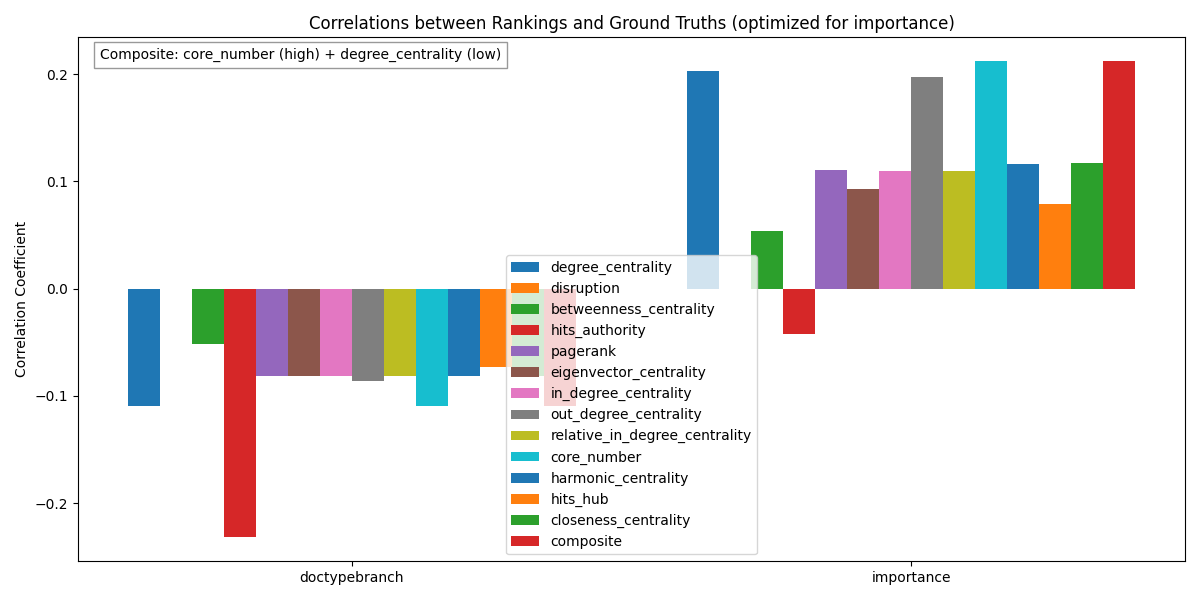 Correlations between Rankings and Ground Truths (optimized for importance)
Composite: core_number (high) + degree_centrality (low)
Correlation Coefficient
0.2
0.1
0.0
−0.1
−0.2
degree_centrality
disruption
betweenness_centrality
hits_authority
pagerank
eigenvector_centrality
in_degree_centrality
out_degree_centrality
relative_in_degree_centrality
core_number
harmonic_centrality
hits_hub
closeness_centrality
composite
doctypebranch
importance